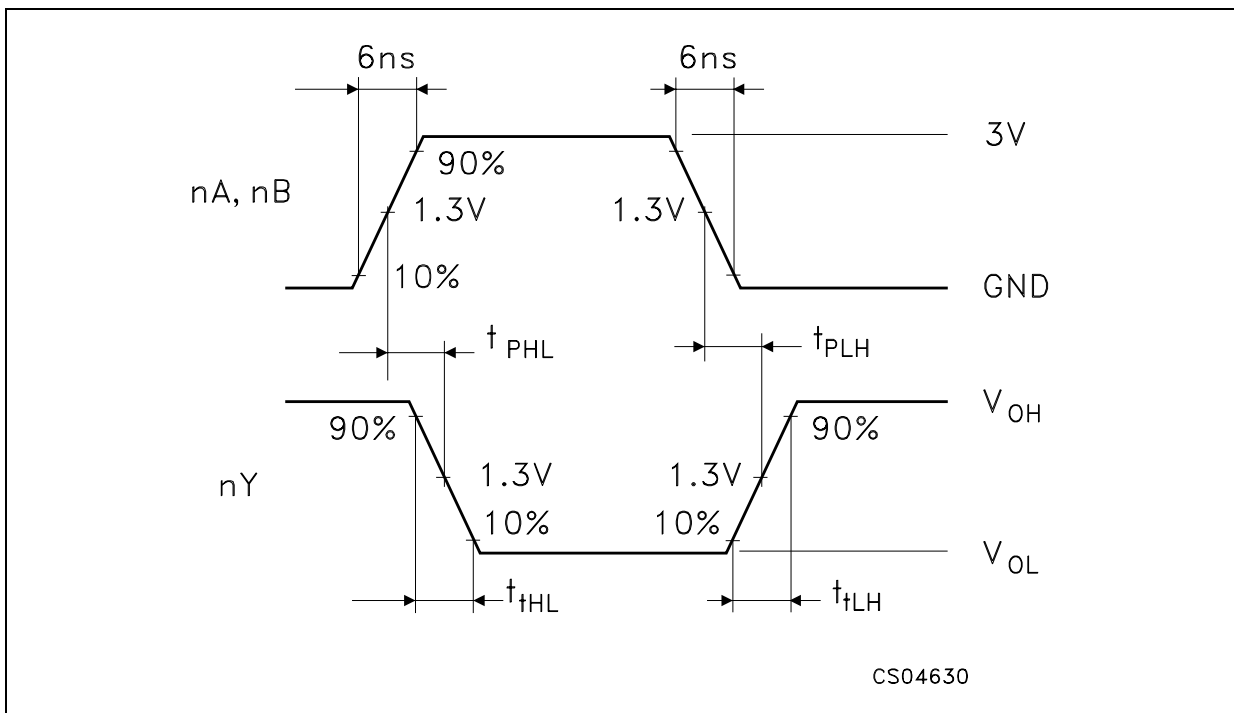 6ns 6ns
3V
90%
nA, nB
1.3V 1.3V
10%
GND
tPHL tPLH
VOH
90% 90%
1.3V 1.3V
nY
10% 10%
VOL
ttHL ttLH
CS04630